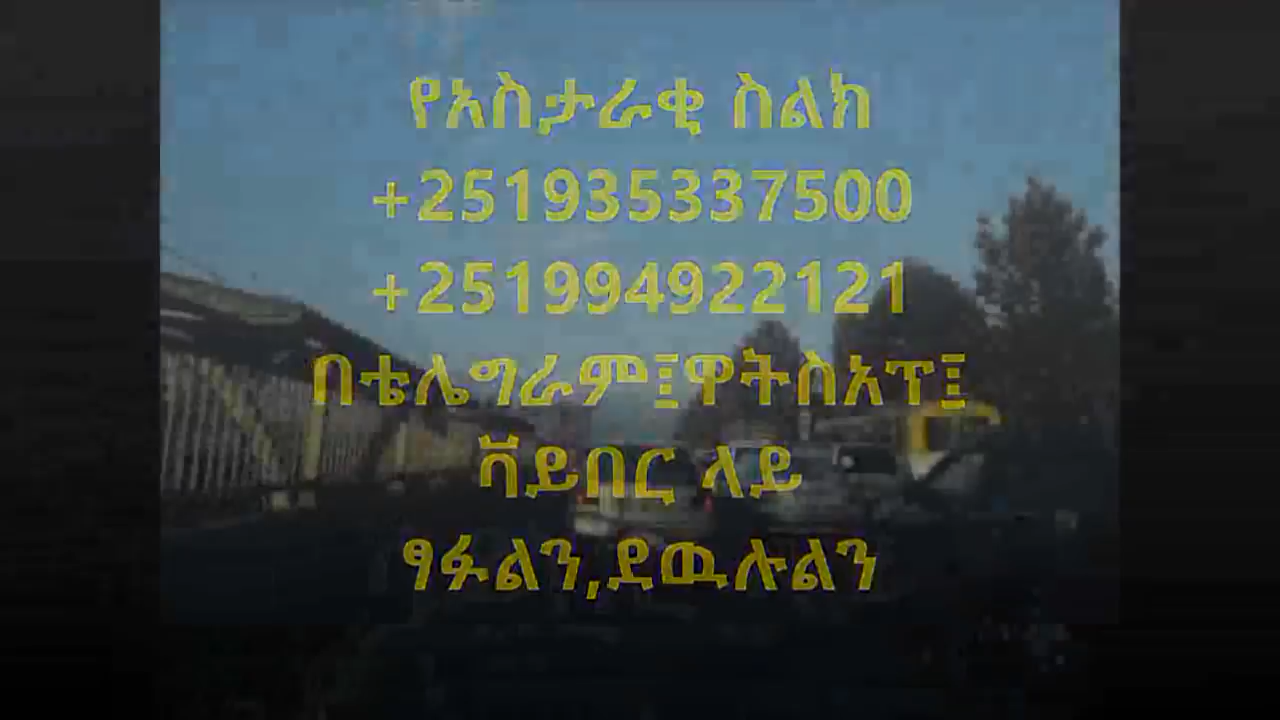 የአስታራቂ ስልክ
+251935337500
+251994922121
በቴሌግራም፤ዋትስአፕ፤
ቫይበር ላይ
ፃፉልን,ደዉሉልን